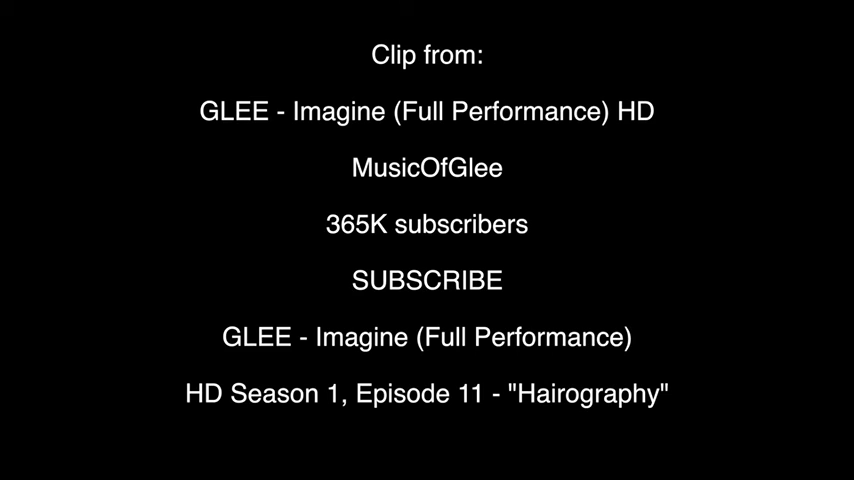 Clip from:
GLEE - Imagine (Full Performance) HD
MusicOfGlee
365K subscribers
SUBSCRIBE
GLEE - Imagine (Full Performance)
HD Season 1, Episode 11 - "Hairography"